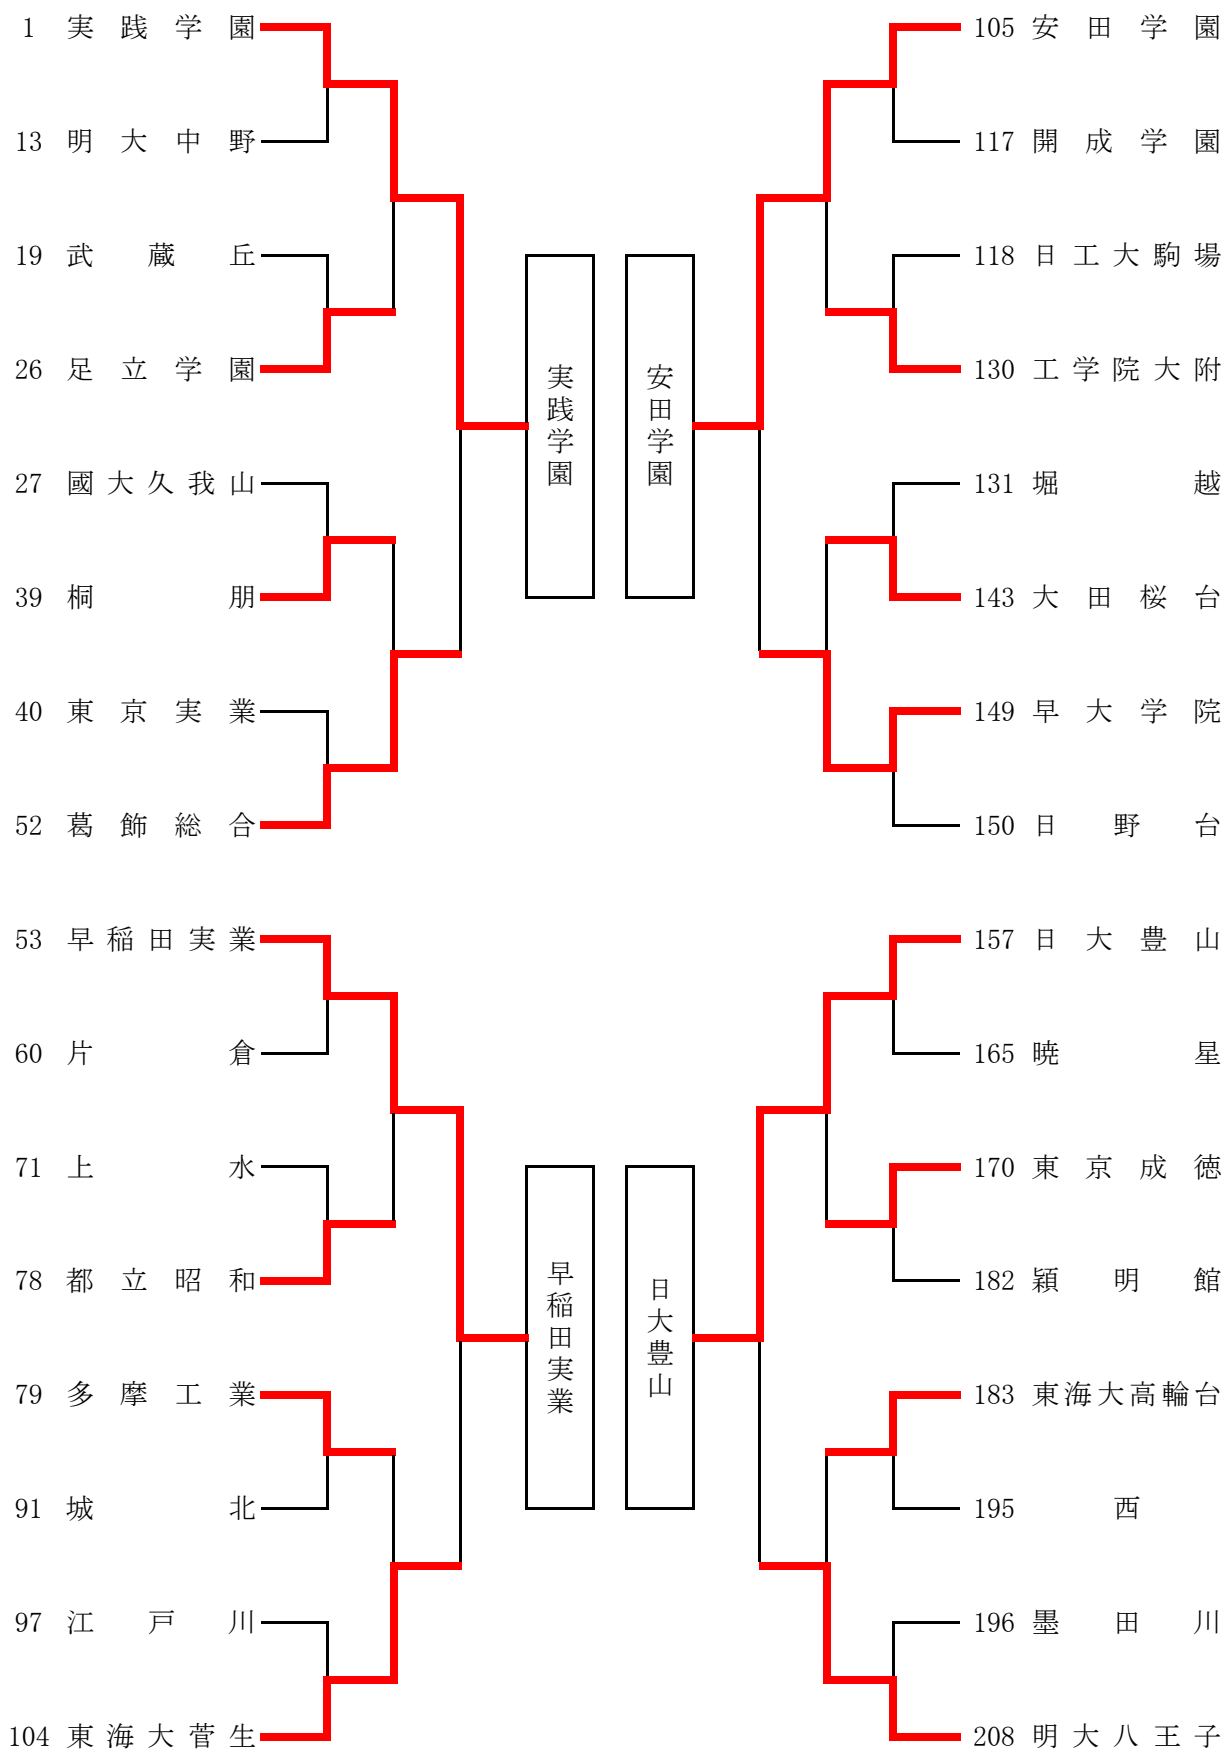 1 実践学園
13 明大中野
19 武蔵丘
26 足立学園
27 國大久我山
39 桐朋
40 東京実業
52 葛飾総合
53 早稲田実業
60 片倉
71 上水
78 都立昭和
79 多摩工業
91 城北
97 江戸川
104 東海大菅生
実践学園
安田学園
早稲田実業
日大豊山
105 安田学園
117 開成学園
118 日工大駒場
130 工学院大附
131 堀越
143 大田桜台
149 早大学院
150 日野台
157 日大豊山
165 暁星
170 東京成徳
182 穎明館
183 東海大高輪台
195 西
196 墨田川
208 明大八王子